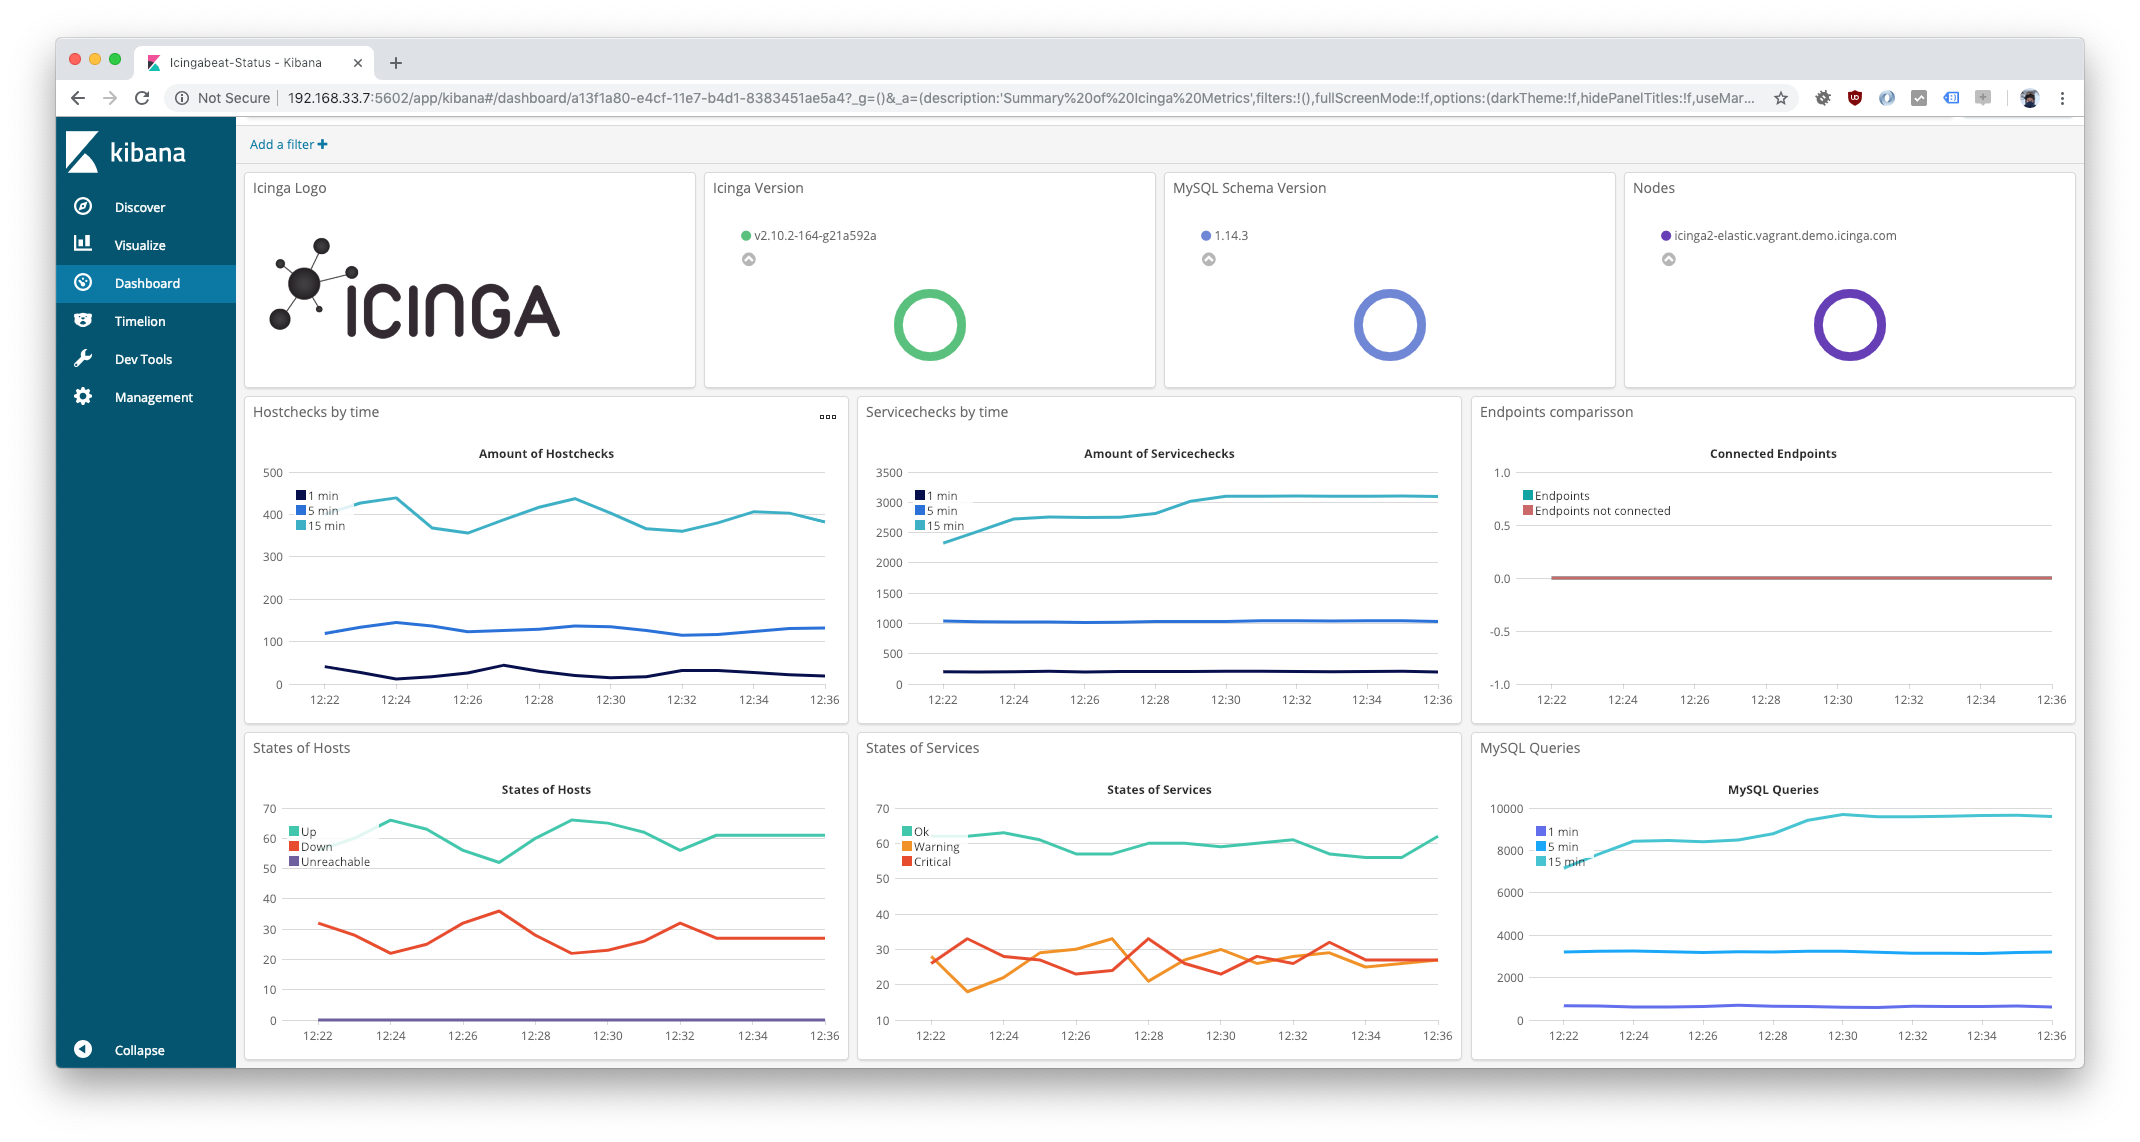 Icingabeat-Status - Kibana
Not Secure
192.168.33.7:5602/app/kibana#/dashboard/a13f1a80-e4cf-11e7-b4d1-8383451ae5a4?_g=()&_a=(description:'Summary%20of%20Icinga%20Metrics',filters:!(),fullScreenMode:!f,options:(darkTheme:!f,hidePanelTitles:!f,useMar...
kibana
Discover
Visualize
Dashboard
Timelion
Dev Tools
Management
Collapse
Add a filter
Icinga Logo
ICINGA
Icinga Version
v2.10.2-164-g21a592a
MySQL Schema Version
1.14.3
Nodes
icinga2-elastic.vagrant.demo.icinga.com
Hostchecks by time
Amount of Hostchecks
500
400
300
200
100
0
1 min
5 min
15 min
12:22 12:24 12:26 12:28 12:30 12:32 12:34 12:36
Servicechecks by time
Amount of Servicechecks
3500
3000
2500
2000
1500
1000
500
0
1 min
5 min
15 min
12:22 12:24 12:26 12:28 12:30 12:32 12:34 12:36
Endpoints comparisson
Connected Endpoints
1.0
0.5
0.0
-0.5
-1.0
Endpoints
Endpoints not connected
12:22 12:24 12:26 12:28 12:30 12:32 12:34 12:36
States of Hosts
States of Hosts
70
60
50
40
30
20
10
0
Up
Down
Unreachable
12:22 12:24 12:26 12:28 12:30 12:32 12:34 12:36
States of Services
States of Services
70
60
50
40
30
20
10
Ok
Warning
Critical
12:22 12:24 12:26 12:28 12:30 12:32 12:34 12:36
MySQL Queries
MySQL Queries
10000
8000
6000
4000
2000
0
1 min
5 min
15 min
12:22 12:24 12:26 12:28 12:30 12:32 12:34 12:36